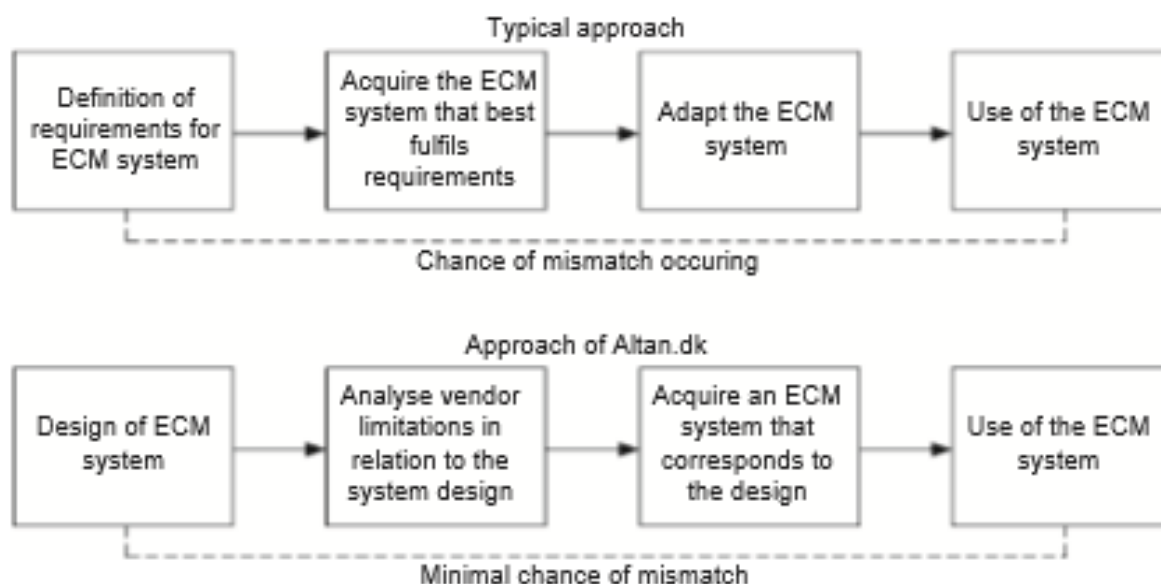 Typical approach
Definition of
requirements for
ECM system
Acquire the ECM
system that best
fulfils
requirements
Adapt the ECM
system
Use of the ECM
system
Chance of mismatch occuring
Approach of Altan.dk
Design of ECM
system
Analyse vendor
limitations in
relation to the
system design
Acquire an ECM
system that
corresponds to
the design
Use of the ECM
system
Minimal chance of mismatch